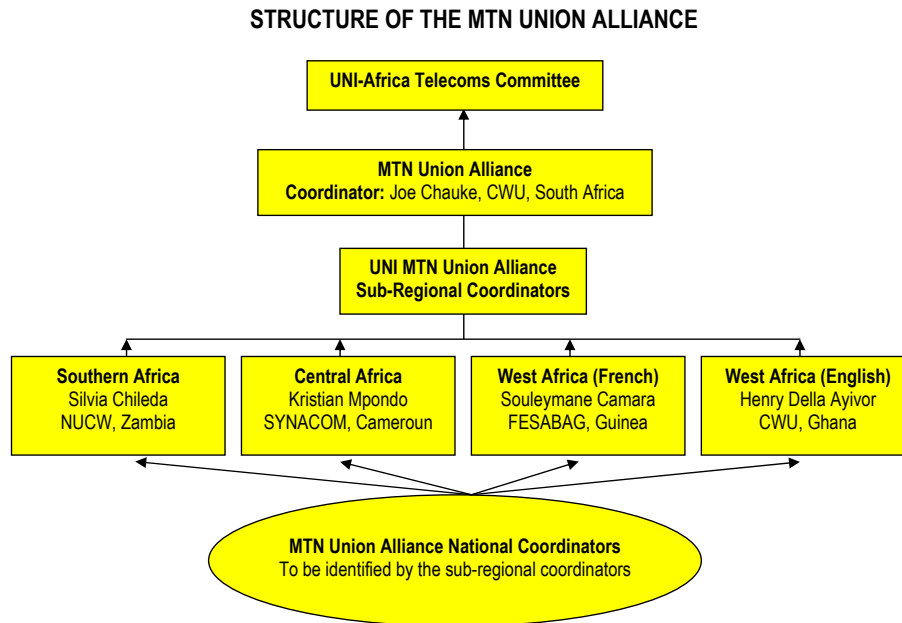 STRUCTURE OF THE MTN UNION ALLIANCE
UNI-Africa Telecoms Committee
MTN Union Alliance
Coordinator: Joe Chauke, CWU, South Africa
UNI MTN Union Alliance
Sub-Regional Coordinators
Southern Africa
Silvia Chileda
NUCW, Zambia
Central Africa
Kristian Mpondo
SYNACOM, Cameroun
West Africa (French)
Souleymane Camara
FESABAG, Guinea
West Africa (English)
Henry Della Ayivor
CWU, Ghana
MTN Union Alliance National Coordinators
To be identified by the sub-regional coordinators